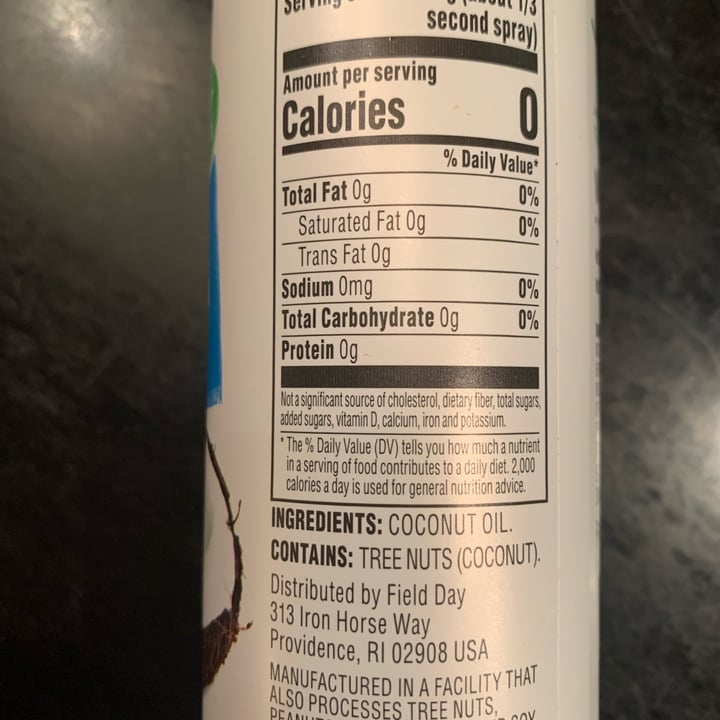 Serving
second spray)
Amount per serving
Calories 0
% Daily Value*
Total Fat 0g 0%
Saturated Fat 0g 0%
Trans Fat 0g
Sodium 0mg 0%
Total Carbohydrate 0g 0%
Protein 0g
Not a significant source of cholesterol, dietary fiber, total sugars,
added sugars, vitamin D, calcium, iron and potassium.
* The % Daily Value (DV) tells you how much a nutrient
in a serving of food contributes to a daily diet. 2,000
calories a day is used for general nutrition advice.
INGREDIENTS: COCONUT OIL.
CONTAINS: TREE NUTS (COCONUT).
Distributed by Field Day
313 Iron Horse Way
Providence, RI 02908 USA
MANUFACTURED IN A FACILITY THAT
ALSO PROCESSES TREE NUTS,